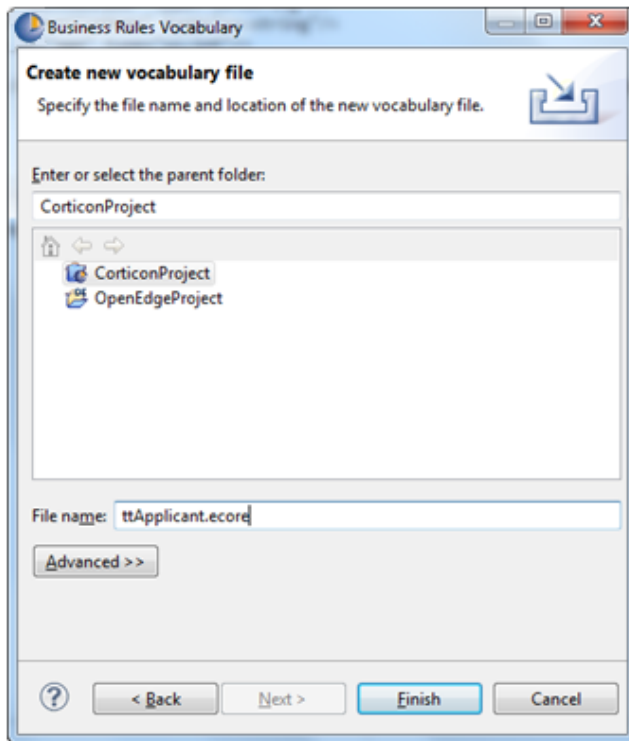 Business Rules Vocabulary
Create new vocabulary file
Specify the file name and location of the new vocabulary file.
Enter or select the parent folder:
CorticonProject
CorticonProject
OpenEdgeProject
File name: ttApplicant.ecore
Advanced >>
< Back Next > Finish Cancel